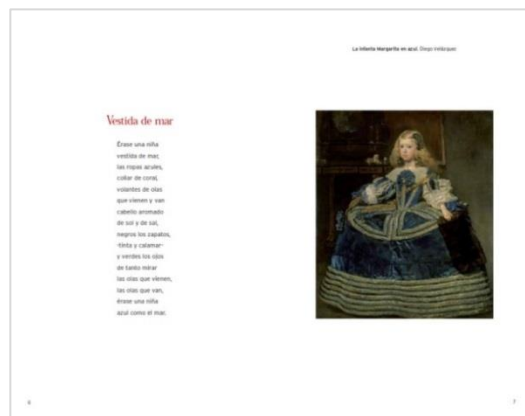 La infanta Margarita en azul. Diego Velázquez
Vestida de mar
Érase una niña
vestida de mar,
las ropas azules,
collar de coral,
volantes de olas
que vienen y van
cabello aromado
de sol y de sal,
negros los zapatos,
-tinta y calamar-
y verdes los ojos
de tanto mirar
las olas que vienen,
las olas que van,
érase una niña
azul como el mar.
6
7